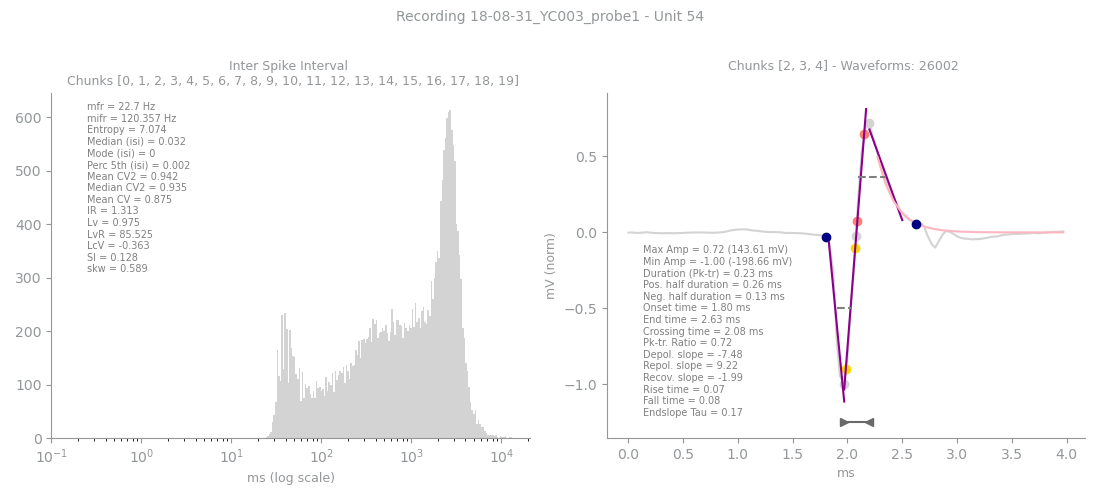 Recording 18-08-31_YC003_probe1 - Unit 54
Inter Spike Interval
Chunks [0, 1, 2, 3, 4, 5, 6, 7, 8, 9, 10, 11, 12, 13, 14, 15, 16, 17, 18, 19]
600
500
400
300
200
100
0
mfr = 22.7 Hz
mifr = 120.357 Hz
Entropy = 7.074
Median (isi) = 0.032
Mode (isi) = 0
Perc 5th (isi) = 0.002
Mean CV2 = 0.942
Median CV2 = 0.935
Mean CV = 0.875
IR = 1.313
Lv = 0.975
LvR = 85.525
LcV = -0.363
SI = 0.128
skw = 0.589
10⁻¹ 10⁰ 10¹ 10² 10³ 10⁴
ms (log scale)
Chunks [2, 3, 4] - Waveforms: 26002
mV (norm)
0.5
0.0
−0.5
−1.0
Max Amp = 0.72 (143.61 mV)
Min Amp = -1.00 (-198.66 mV)
Duration (Pk-tr) = 0.23 ms
Pos. half duration = 0.26 ms
Neg. half duration = 0.13 ms
Onset time = 1.80 ms
End time = 2.63 ms
Crossing time = 2.08 ms
Pk-tr. Ratio = 0.72
Depol. slope = -7.48
Repol. slope = 9.22
Recov. slope = -1.99
Rise time = 0.07
Fall time = 0.08
Endslope Tau = 0.17
0.0 0.5 1.0 1.5 2.0 2.5 3.0 3.5 4.0
ms